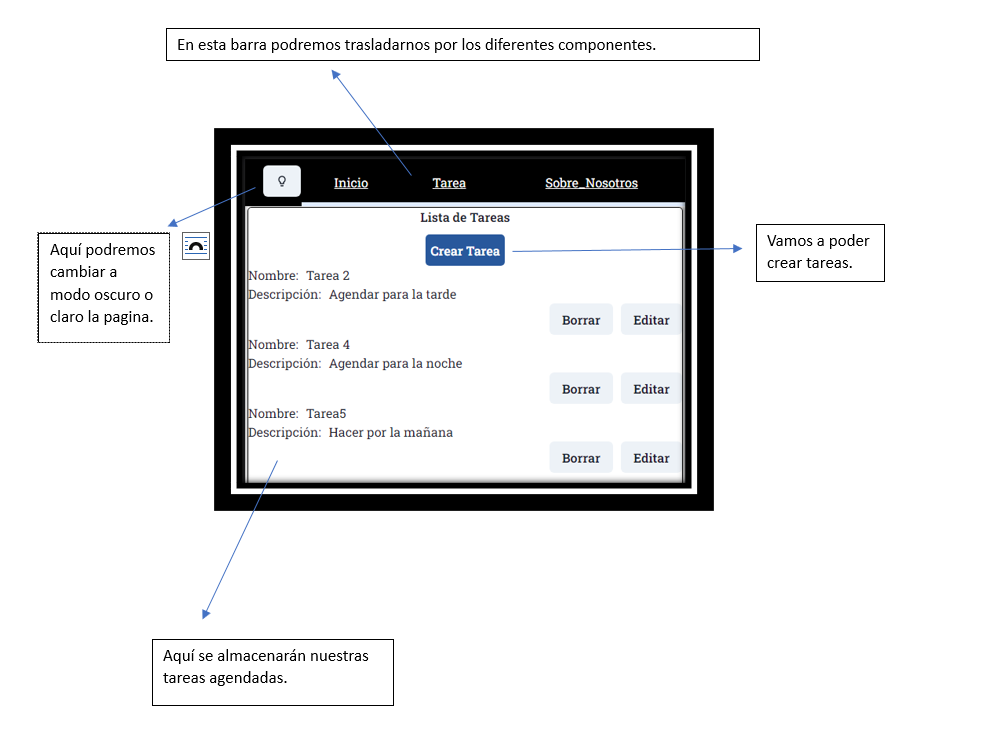 En esta barra podremos trasladarnos por los diferentes componentes.
Inicio
Tarea
Sobre_Nosotros
Lista de Tareas
Crear Tarea
Nombre: Tarea 2
Descripción: Agendar para la tarde
Borrar
Editar
Nombre: Tarea 4
Descripción: Agendar para la noche
Borrar
Editar
Nombre: Tarea5
Descripción: Hacer por la mañana
Borrar
Editar
Aquí podremos
cambiar a
modo oscuro o
claro la pagina.
Vamos a poder
crear tareas.
Aquí se almacenarán nuestras
tareas agendadas.